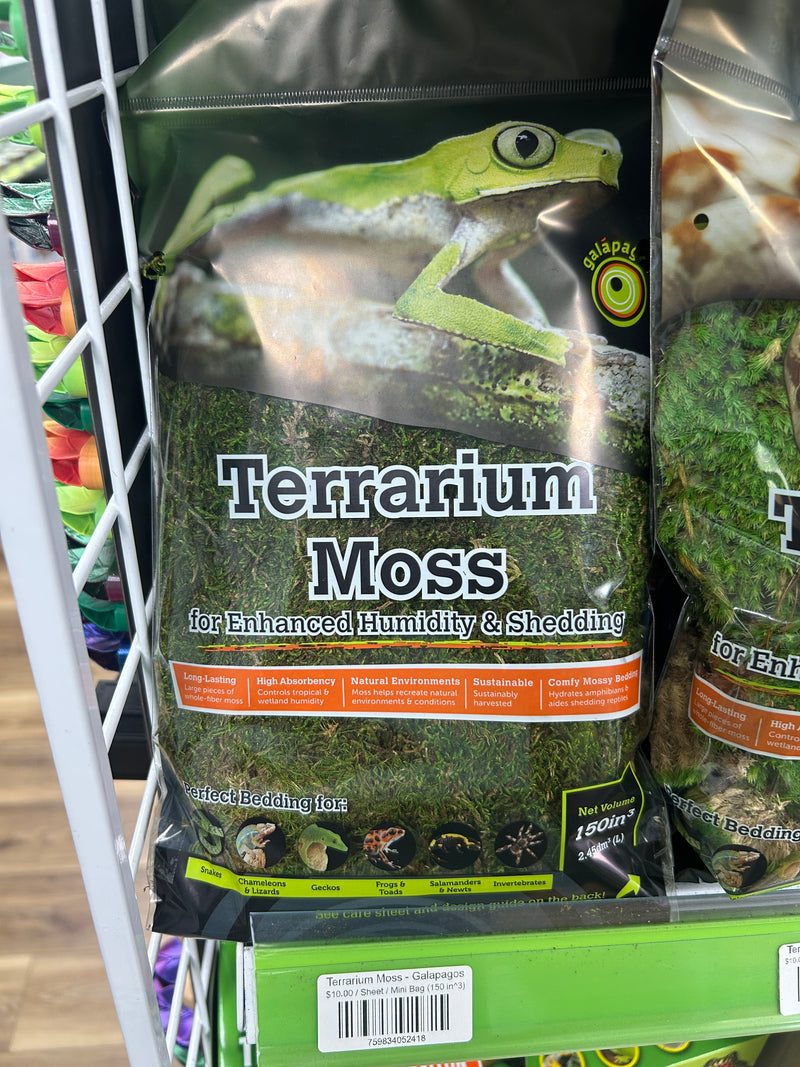 galápag
Terrarium
Moss
for Enhanced Humidity & Shedding
Long-Lasting
Large pieces of
whole-fiber moss
High Absorbency
Controls tropical &
wetland humidity
Natural Environments
Moss helps recreate natural
environments & conditions
Sustainable
Sustainably
harvested
Comfy Mossy Bedding
Hydrates amphibians &
aides shedding reptiles
Perfect Bedding for:
Snakes
Chameleons
& Lizards
Geckos
Frogs &
Toads
Salamanders
& Newts
Invertebrates
Net Volume
150in³
2.45dm³ (L)
See care sheet and design guide on the back!
T
for Enh
Long-Lasting
Large pieces of
whole-fiber moss
High A
Contro
wetland
Perfect Bedding
Terrarium Moss - Galapagos
$10.00 / Sheet / Mini Bag (150 in^3)
759834052418
Ter
$10.0